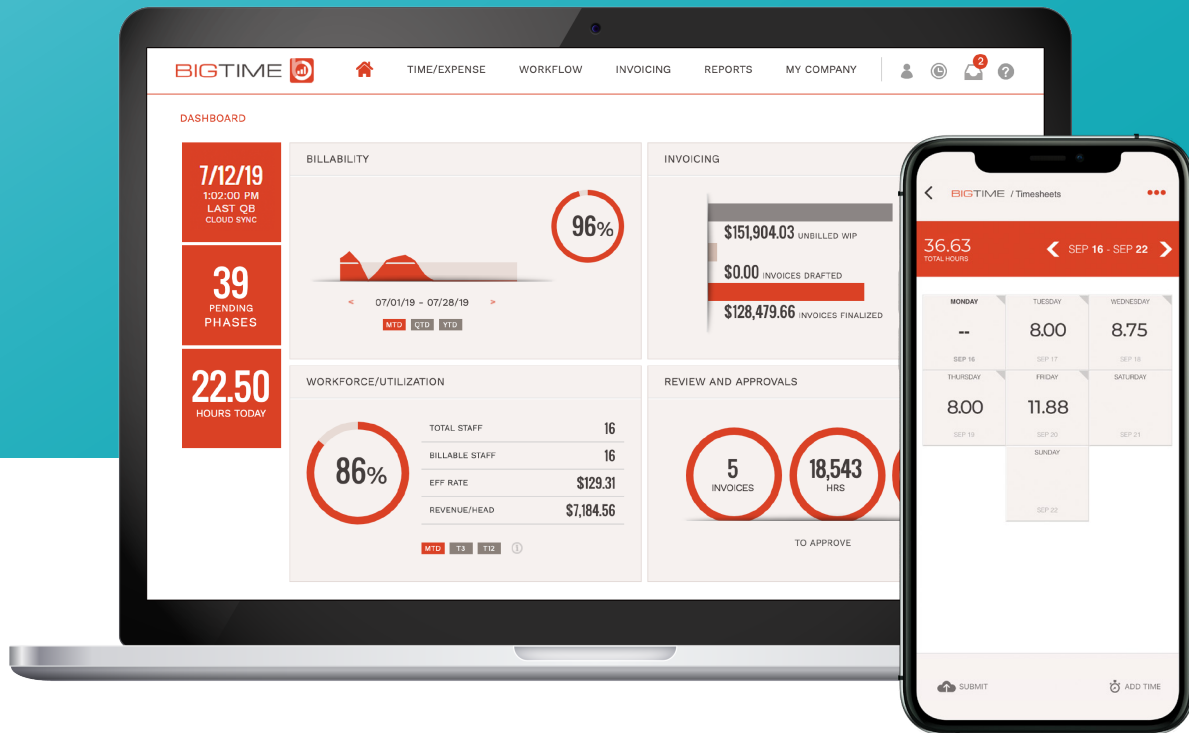 BIGTIME
TIME/EXPENSE
WORKFLOW
INVOICING
REPORTS
MY COMPANY
2
?
DASHBOARD
7/12/19
1:02:00 PM
LAST QB
CLOUD SYNC
39
PENDING
PHASES
22.50
HOURS TODAY
BILLABILITY
96%
< 07/01/19 - 07/28/19 >
MTD QTD YTD
INVOICING
$151,904.03 UNBILLED WIP
$0.00 INVOICES DRAFTED
$128,479.66 INVOICES FINALIZED
WORKFORCE/UTILIZATION
86%
TOTAL STAFF 16
BILLABLE STAFF 16
EFF RATE $129.31
REVENUE/HEAD $7,184.56
MTD T3 T12
REVIEW AND APPROVALS
5
INVOICES
18,543
HRS
TO APPROVE
BIGTIME / Timesheets
36.63
TOTAL HOURS
SEP 16 - SEP 22
MONDAY
--
SEP 16
TUESDAY
8.00
SEP 17
WEDNESDAY
8.75
SEP 18
THURSDAY
8.00
SEP 19
FRIDAY
11.88
SEP 20
SATURDAY
SEP 21
SUNDAY
SEP 22
SUBMIT
ADD TIME